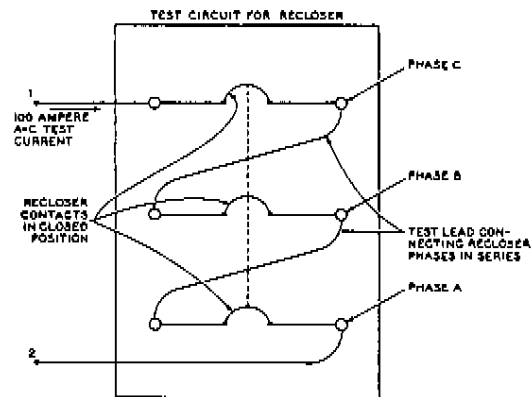 TEST CIRCUIT FOR RECLOSER
PHASE C
1
100 AMPERE
A-C TEST
CURRENT
PHASE B
RECLOSER
CONTACTS
IN CLOSED
POSITION
TEST LEAD CON-
NECTING RECLOSER
PHASES IN SERIES
PHASE A
2